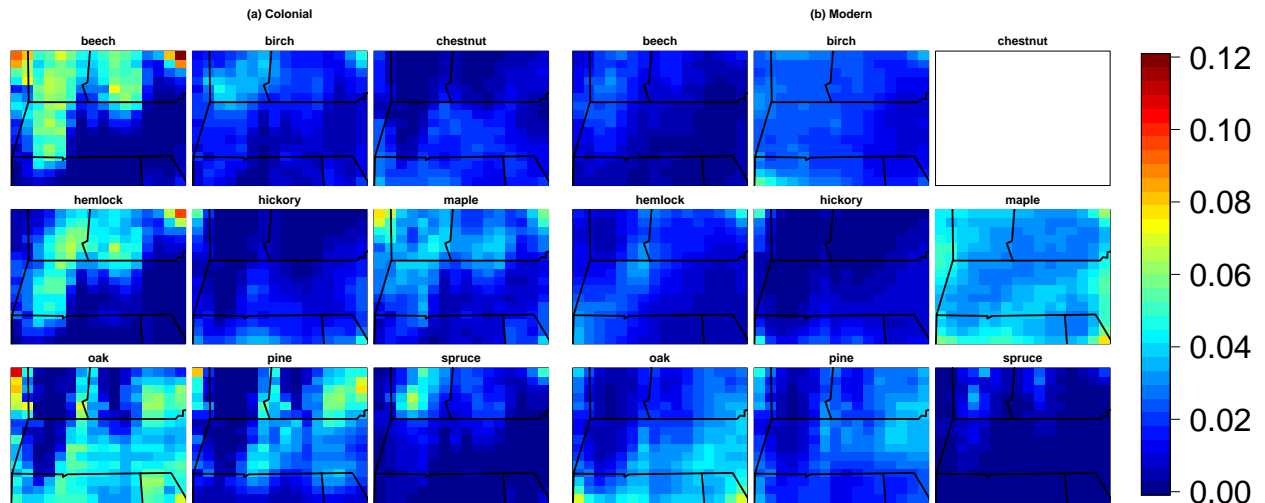 (a) Colonial
(b) Modern
beech birch chestnut beech birch chestnut
hemlock hickory maple hemlock hickory maple
oak pine spruce oak pine spruce
0.12
0.10
0.08
0.06
0.04
0.02
0.00